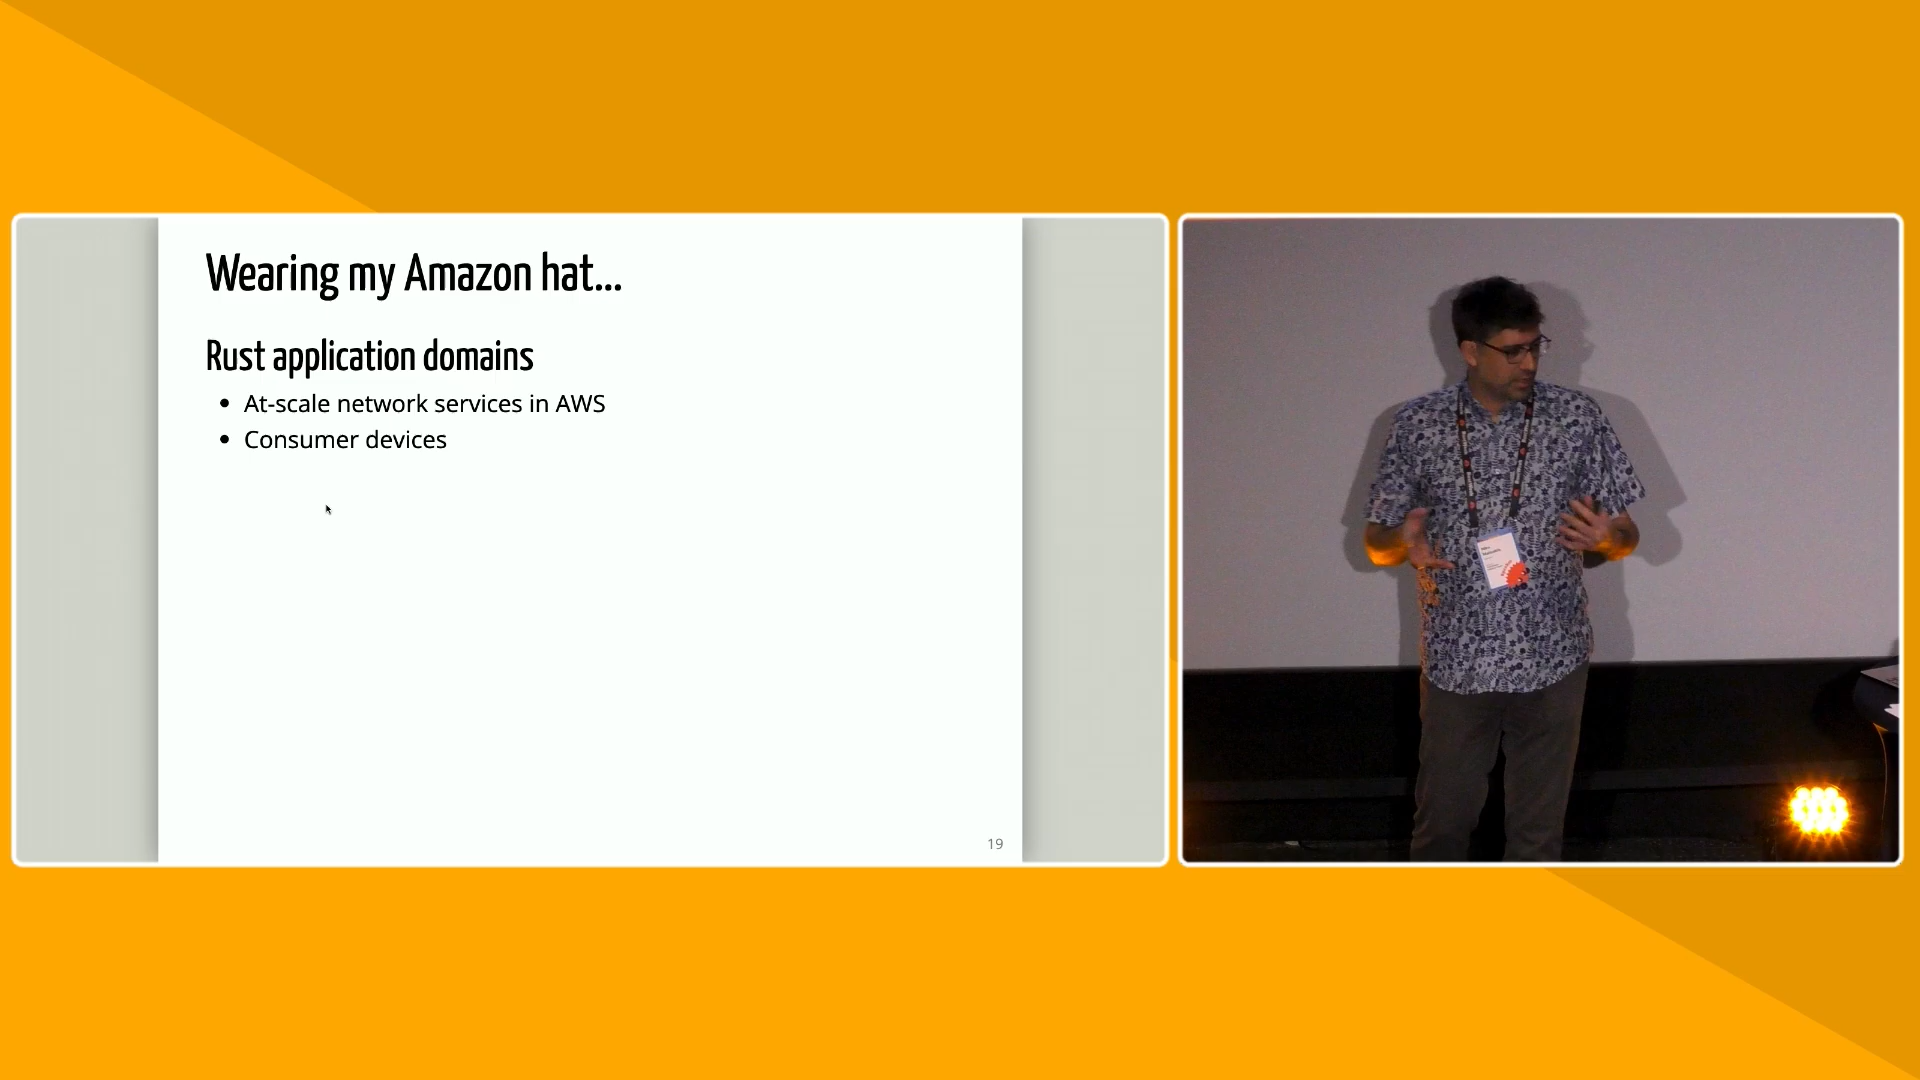 Wearing my Amazon hat...
Rust application domains
• At-scale network services in AWS
• Consumer devices
19